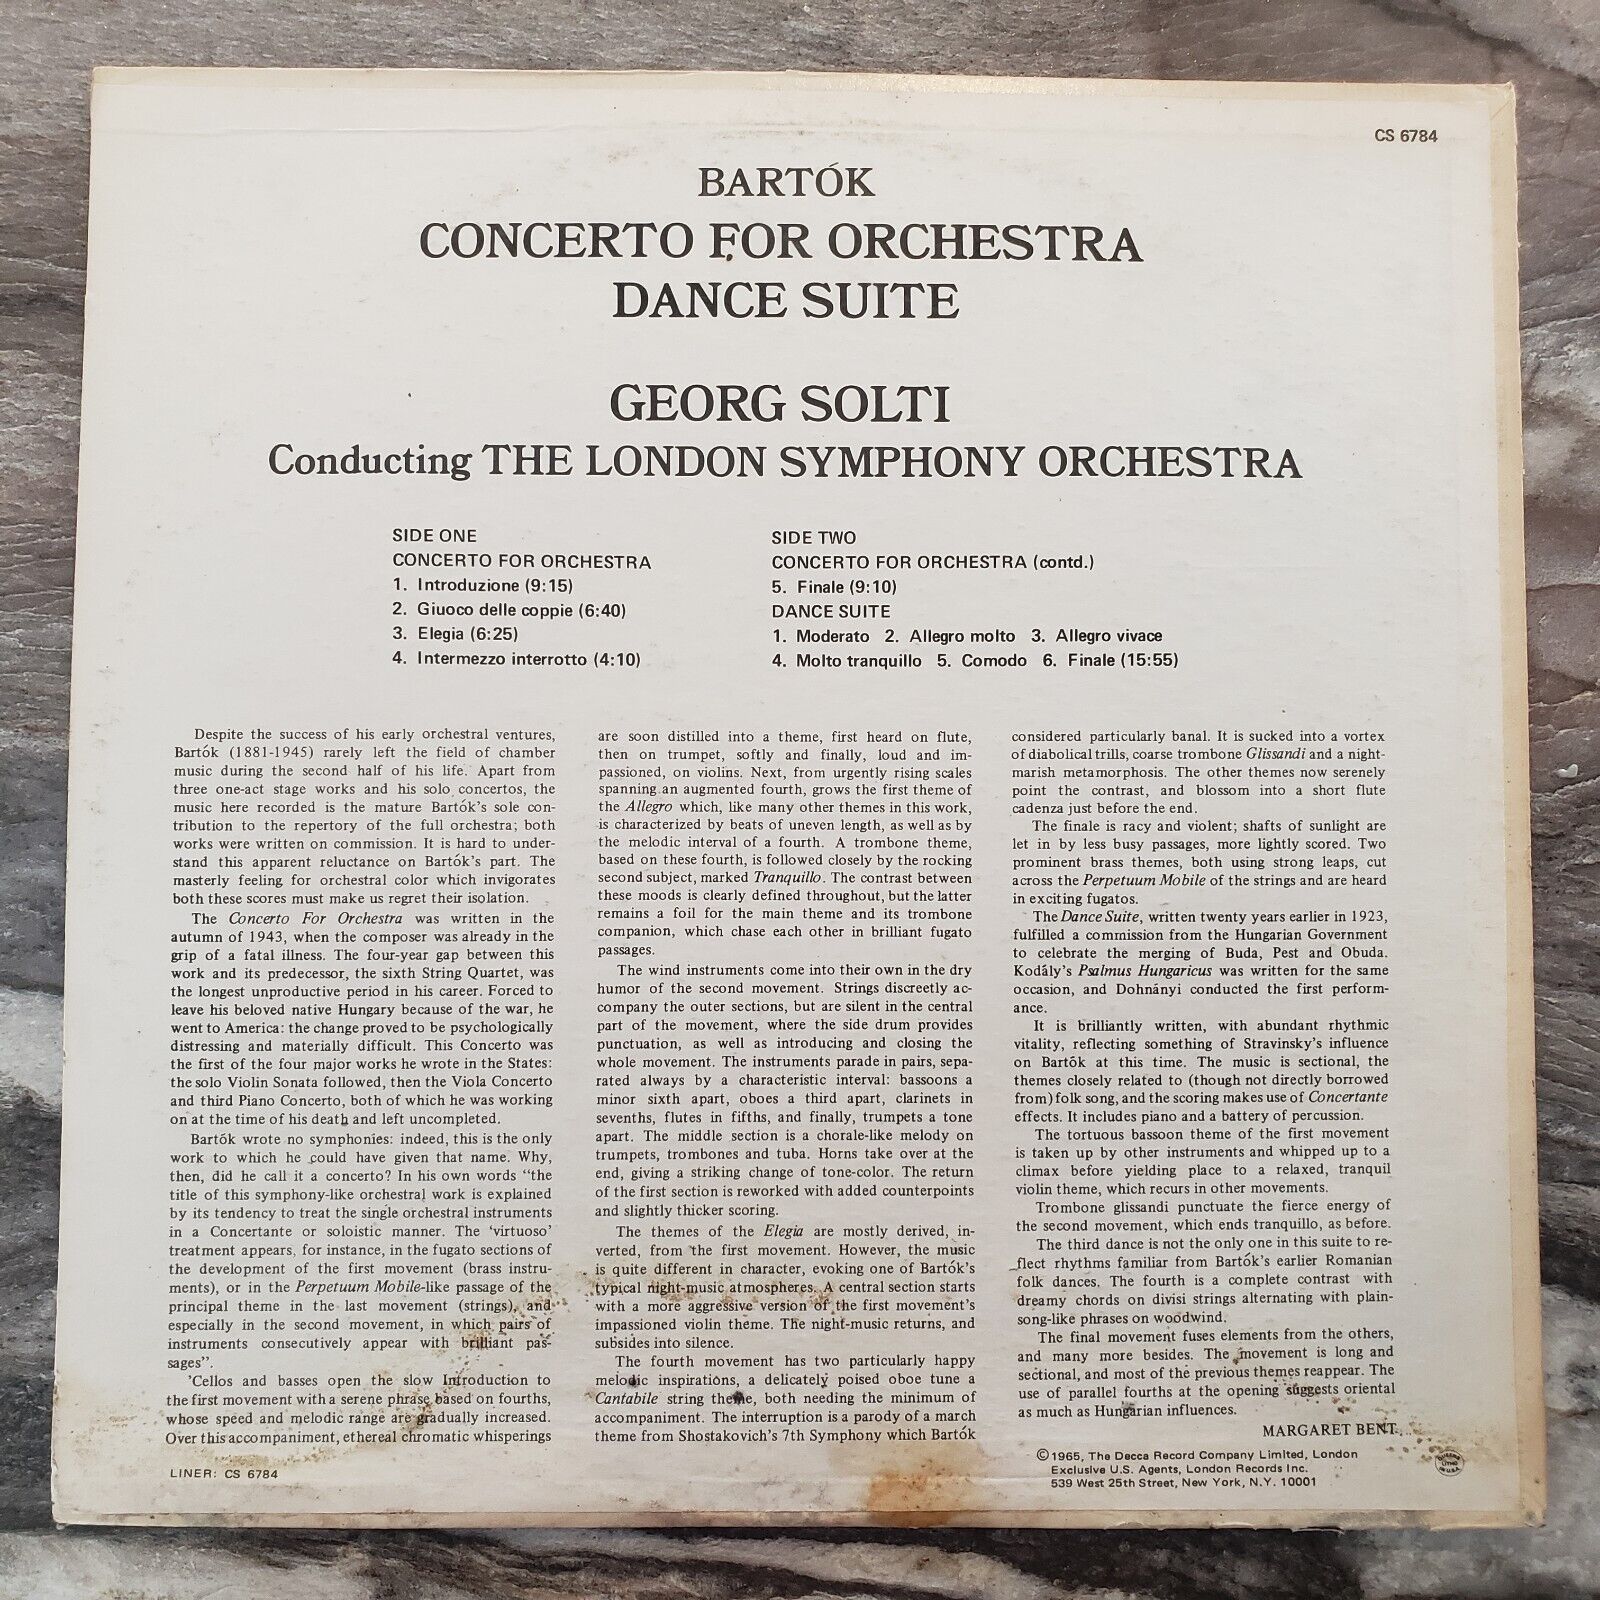 CS 6784
BARTÓK
CONCERTO FOR ORCHESTRA
DANCE SUITE
GEORG SOLTI
Conducting THE LONDON SYMPHONY ORCHESTRA
SIDE ONE
CONCERTO FOR ORCHESTRA
1. Introduzione (9:15)
2. Giuoco delle coppie (6:40)
3. Elegia (6:25)
4. Intermezzo interrotto (4:10)
SIDE TWO
CONCERTO FOR ORCHESTRA (contd.)
5. Finale (9:10)
DANCE SUITE
1. Moderato 2. Allegro molto 3. Allegro vivace
4. Molto tranquillo 5. Comodo 6. Finale (15:55)
Despite the success of his early orchestral ventures,
Bartók (1881-1945) rarely left the field of chamber
music during the second half of his life. Apart from
three one-act stage works and his solo concertos, the
music here recorded is the mature Bartók's sole con-
tribution to the repertory of the full orchestra; both
works were written on commission. It is hard to under-
stand this apparent reluctance on Bartók's part. The
masterly feeling for orchestral color which invigorates
both these scores must make us regret their isolation.
The Concerto For Orchestra was written in the
autumn of 1943, when the composer was already in the
grip of a fatal illness. The four-year gap between this
work and its predecessor, the sixth String Quartet, was
the longest unproductive period in his career. Forced to
leave his beloved native Hungary because of the war, he
went to America: the change proved to be psychologically
distressing and materially difficult. This Concerto was
the first of the four major works he wrote in the States:
the solo Violin Sonata followed, then the Viola Concerto
and third Piano Concerto, both of which he was working
on at the time of his death and left uncompleted.
Bartók wrote no symphonies: indeed, this is the only
work to which he could have given that name. Why,
then, did he call it a concerto? In his own words "the
title of this symphony-like orchestral work is explained
by its tendency to treat the single orchestral instruments
in a Concertante or soloistic manner. The 'virtuoso'
treatment appears, for instance, in the fugato sections of
the development of the first movement (brass instru-
ments), or in the Perpetuum Mobile-like passage of the
principal theme in the last movement (strings), and
especially in the second movement, in which pairs of
instruments consecutively appear with brilliant pas-
sages".
'Cellos and basses open the slow Introduction to
the first movement with a serene phrase based on fourths,
whose speed and melodic range are gradually increased.
Over this accompaniment, ethereal chromatic whisperings
are soon distilled into a theme, first heard on flute,
then on trumpet, softly and finally, loud and im-
passioned, on violins. Next, from urgently rising scales
spanning an augmented fourth, grows the first theme of
the Allegro which, like many other themes in this work,
is characterized by beats of uneven length, as well as by
the melodic interval of a fourth. A trombone theme,
based on these fourth, is followed closely by the rocking
second subject, marked Tranquillo. The contrast between
these moods is clearly defined throughout, but the latter
remains a foil for the main theme and its trombone
companion, which chase each other in brilliant fugato
passages.
The wind instruments come into their own in the dry
humor of the second movement. Strings discreetly ac-
company the outer sections, but are silent in the central
part of the movement, where the side drum provides
punctuation, as well as introducing and closing the
whole movement. The instruments parade in pairs, sepa-
rated always by a characteristic interval: bassoons a
minor sixth apart, oboes a third apart, clarinets in
sevenths, flutes in fifths, and finally, trumpets a tone
apart. The middle section is a chorale-like melody on
trumpets, trombones and tuba. Horns take over at the
end, giving a striking change of tone-color. The return
of the first section is reworked with added counterpoints
and slightly thicker scoring.
The themes of the Elegia are mostly derived, in-
verted, from the first movement. However, the music
is quite different in character, evoking one of Bartók's
typical night-music atmospheres. A central section starts
with a more aggressive version of the first movement's
impassioned violin theme. The night-music returns, and
subsides into silence.
The fourth movement has two particularly happy
melodic inspirations, a delicately poised oboe tune a
Cantabile string theme, both needing the minimum of
accompaniment. The interruption is a parody of a march
theme from Shostakovich's 7th Symphony which Bartók
considered particularly banal. It is sucked into a vortex
of diabolical trills, coarse trombone Glissandi and a night-
marish metamorphosis. The other themes now serenely
point the contrast, and blossom into a short flute
cadenza just before the end.
The finale is racy and violent; shafts of sunlight are
let in by less busy passages, more lightly scored. Two
prominent brass themes, both using strong leaps, cut
across the Perpetuum Mobile of the strings and are heard
in exciting fugatos.
The Dance Suite, written twenty years earlier in 1923,
fulfilled a commission from the Hungarian Government
to celebrate the merging of Buda, Pest and Obuda.
Kodály's Psalmus Hungaricus was written for the same
occasion, and Dohnányi conducted the first perform-
ance.
It is brilliantly written, with abundant rhythmic
vitality, reflecting something of Stravinsky's influence
on Bartók at this time. The music is sectional, the
themes closely related to (though not directly borrowed
from) folk song, and the scoring makes use of Concertante
effects. It includes piano and a battery of percussion.
The tortuous bassoon theme of the first movement
is taken up by other instruments and whipped up to a
climax before yielding place to a relaxed, tranquil
violin theme, which recurs in other movements.
Trombone glissandi punctuate the fierce energy of
the second movement, which ends tranquillo, as before.
The third dance is not the only one in this suite to re-
flect rhythms familiar from Bartók's earlier Romanian
folk dances. The fourth is a complete contrast with
dreamy chords on divisi strings alternating with plain-
song-like phrases on woodwind.
The final movement fuses elements from the others,
and many more besides. The movement is long and
sectional, and most of the previous themes reappear. The
use of parallel fourths at the opening suggests oriental
as much as Hungarian influences.
MARGARET BENT
©1965, The Decca Record Company Limited, London
Exclusive U.S. Agents, London Records Inc.
539 West 25th Street, New York, N.Y. 10001
LINER: CS 6784